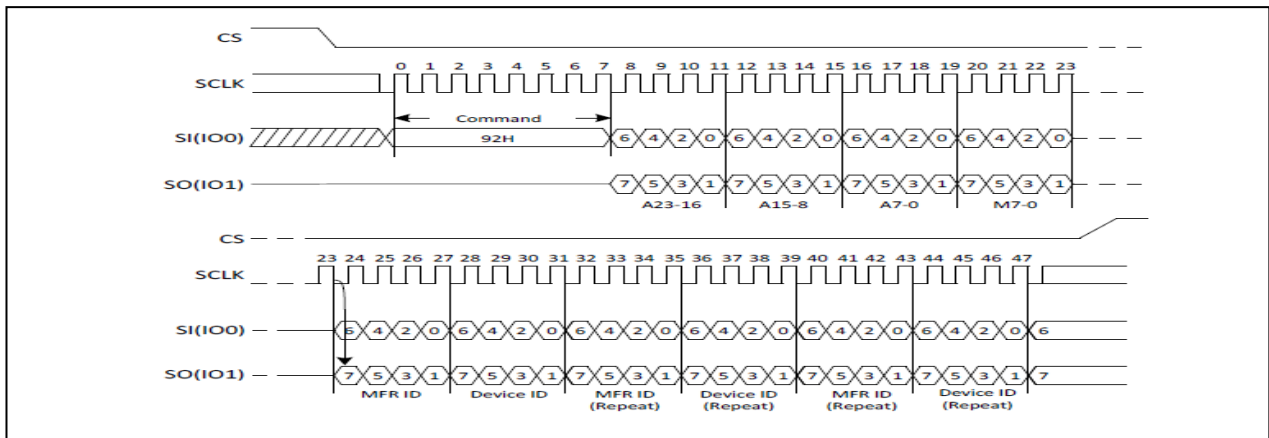 CS
0 1 2 3 4 5 6 7 8 9 10 11 12 13 14 15 16 17 18 19 20 21 22 23
SCLK
Command
SI(IO0) 92H 6 4 2 0 6 4 2 0 6 4 2 0 6 4 2 0
SO(IO1) 7 5 3 1 7 5 3 1 7 5 3 1 7 5 3 1
A23-16 A15-8 A7-0 M7-0
CS
23 24 25 26 27 28 29 30 31 32 33 34 35 36 37 38 39 40 41 42 43 44 45 46 47
SCLK
SI(IO0) 6 4 2 0 6 4 2 0 6 4 2 0 6 4 2 0 6 4 2 0 6 4 2 0 6
SO(IO1) 7 5 3 1 7 5 3 1 7 5 3 1 7 5 3 1 7 5 3 1 7 5 3 1 7
MFR ID Device ID MFR ID Device ID MFR ID Device ID
(Repeat) (Repeat) (Repeat) (Repeat)